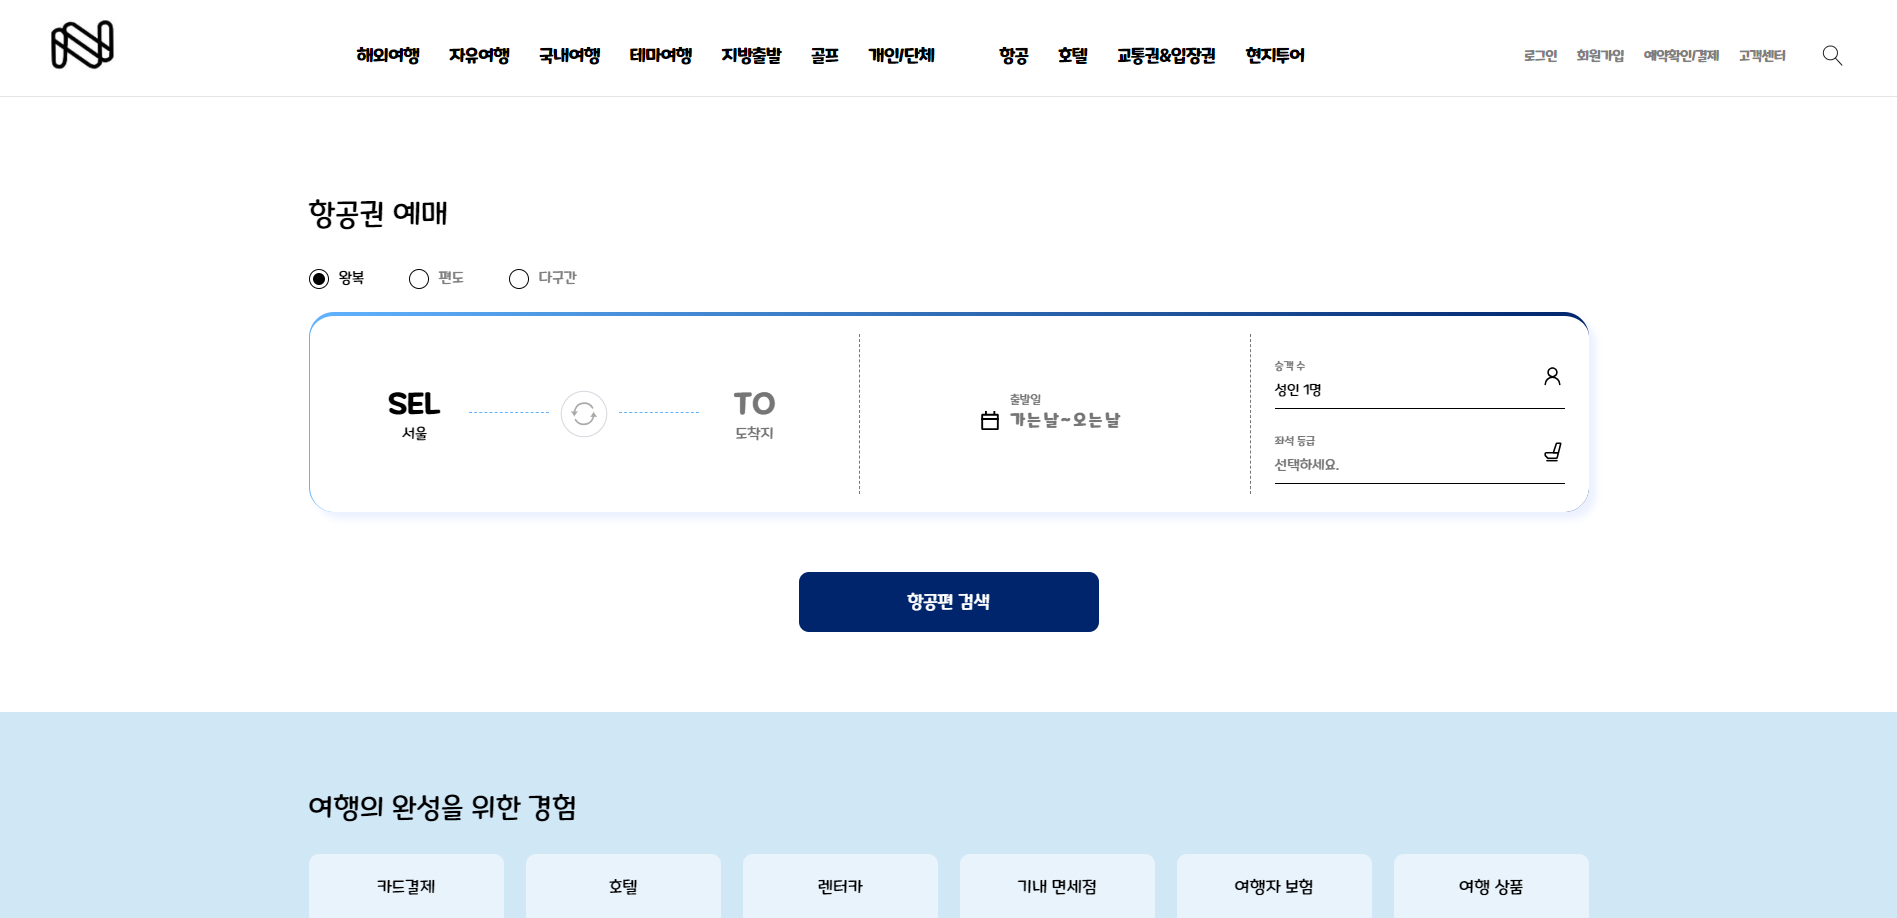 해외여행 자유여행 국내여행 테마여행 지방출발 골프 개인/단체 항공 호텔 교통권&입장권 현지투어 로그인 회원가입 예약확인/결제 고객센터
항공권 예매
왕복 편도 다구간
SEL
서울
TO
도착지
출발일
가는날~오는날
승객 수
성인 1명
좌석 등급
선택하세요.
항공편 검색
여행의 완성을 위한 경험
카드결제 호텔 렌터카 기내 면세점 여행자 보험 여행 상품